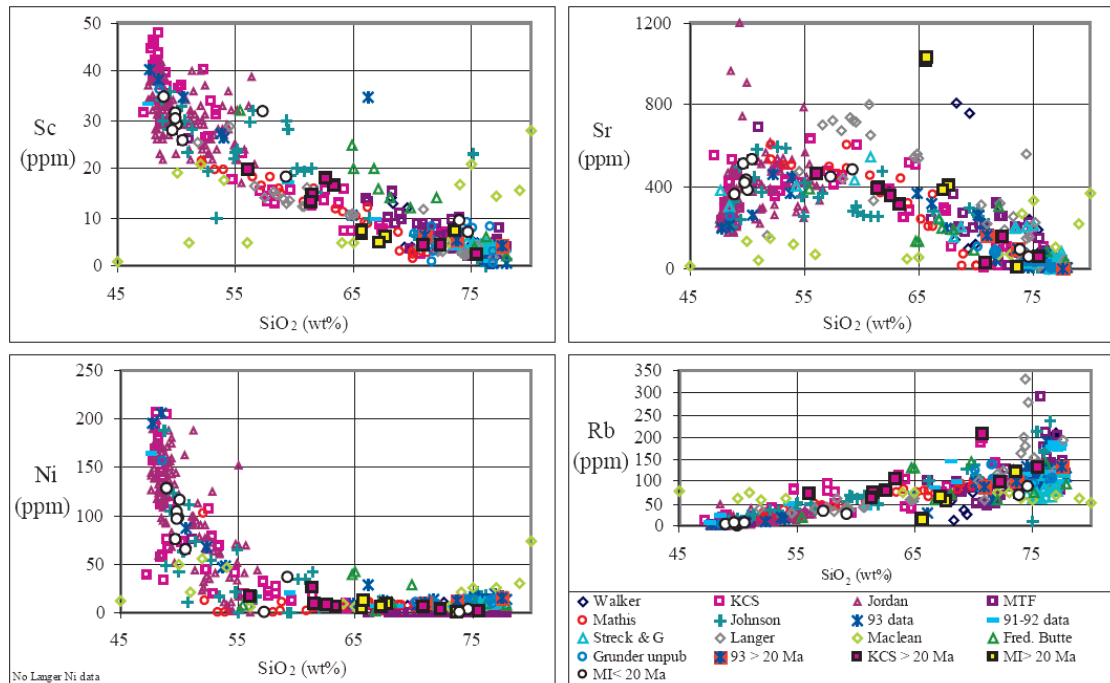 50
40
30
20
10
0
Sc
(ppm)
45 55 65 75
SiO2 (wt%)
1200
800
400
0
Sr
(ppm)
45 55 65 75
SiO2 (wt%)
250
200
150
100
50
0
Ni
(ppm)
45 55 65 75
SiO2 (wt%)
No Langer Ni data
350
300
250
200
150
100
50
0
Rb
(ppm)
45 55 65 75
SiO2 (wt%)
Walker KCS Jordan MTF
Mathis Johnson 93 data 91-92 data
Streck & G Langer Maclean Fred. Butte
Grunder unpub 93 > 20 Ma KCS > 20 Ma MI> 20 Ma
MI< 20 Ma